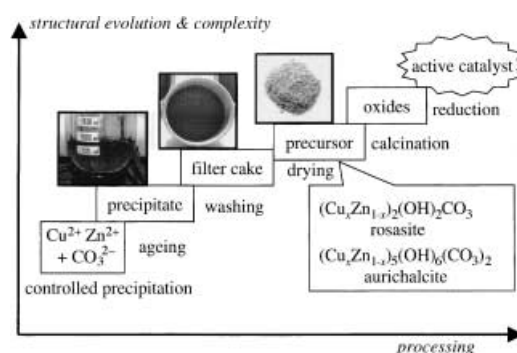 structural evolution & complexity
active catalyst
oxides
reduction
precursor
calcination
filter cake
drying
precipitate
washing
Cu²⁺ Zn²⁺
+ CO₃²⁻
ageing
controlled precipitation
(CuₓZn₁₋ₓ)₂(OH)₂CO₃
rosasite
(CuₓZn₁₋ₓ)₅(OH)₆(CO₃)₂
aurichalcite
processing